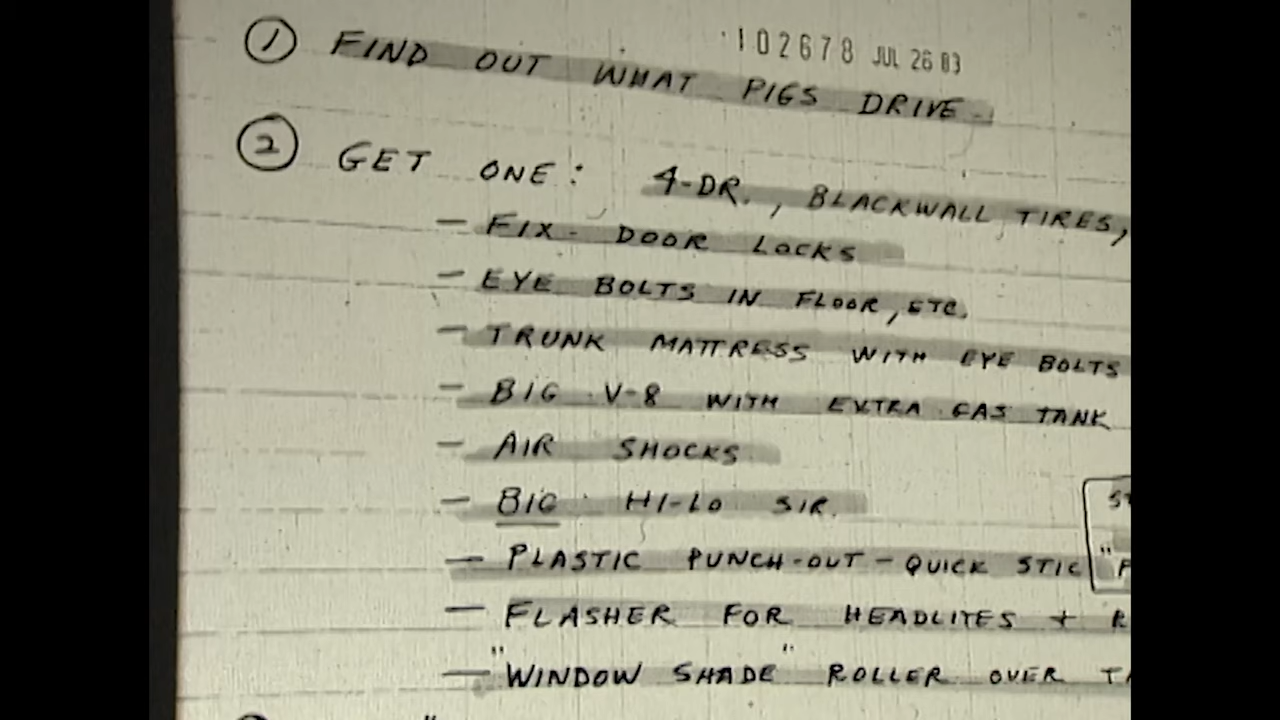 102678 JUL 26 83
① FIND OUT WHAT PIGS DRIVE.
② GET ONE: 4-DR., BLACKWALL TIRES,
— FIX DOOR LOCKS
— EYE BOLTS IN FLOOR, ETC.
— TRUNK MATTRESS WITH EYE BOLTS
— BIG V-8 WITH EXTRA GAS TANK
— AIR SHOCKS
— BIG HI-LO SIR.
— PLASTIC PUNCH-OUT – QUICK STIC
— FLASHER FOR HEADLITES + R
— "WINDOW SHADE" ROLLER OVER